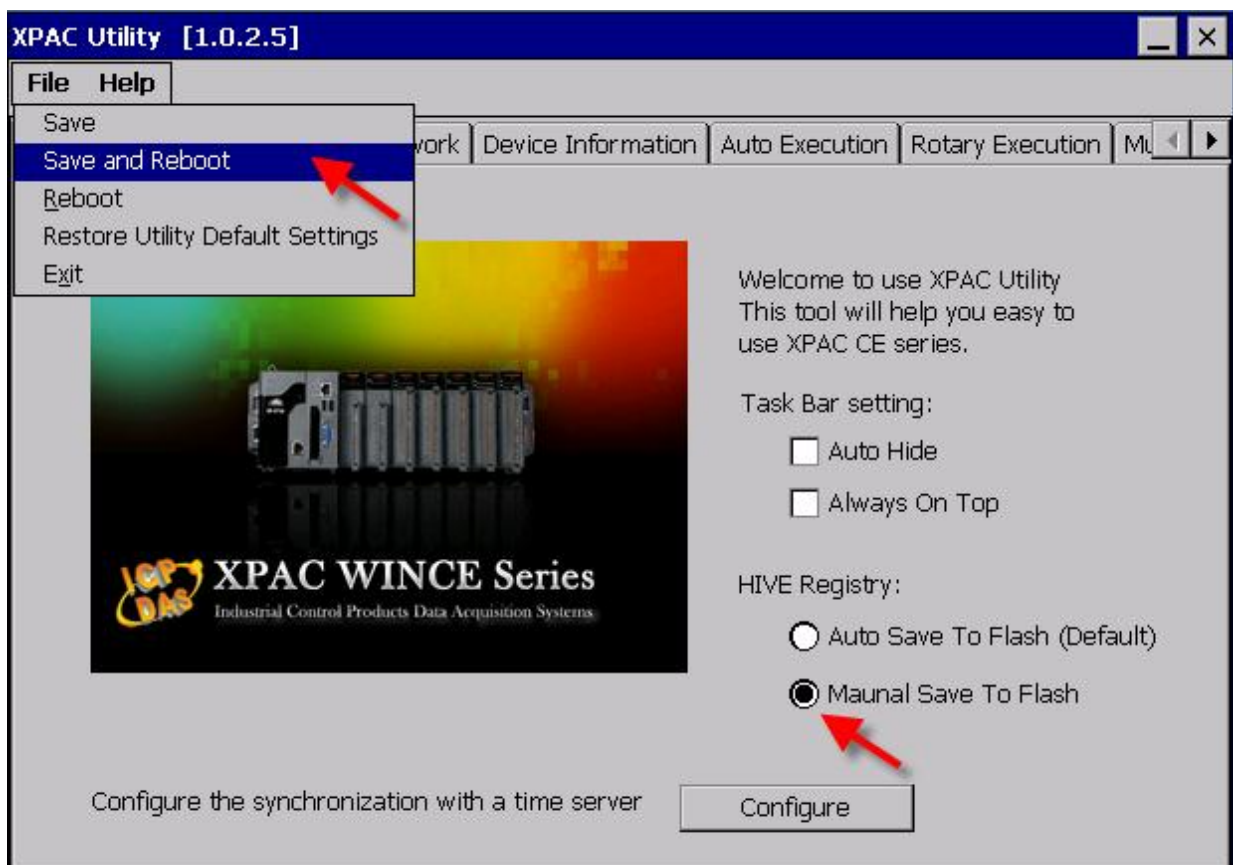 XPAC Utility [1.0.2.5]
File Help
Save
Save and Reboot
Reboot
Restore Utility Default Settings
Exit
Device Information Auto Execution Rotary Execution
Welcome to use XPAC Utility
This tool will help you easy to
use XPAC CE series.
Task Bar setting:
Auto Hide
Always On Top
ICP
DAS
XPAC WINCE Series
Industrial Control Products Data Acquisition Systems
HIVE Registry:
Auto Save To Flash (Default)
Maunal Save To Flash
Configure the synchronization with a time server
Configure